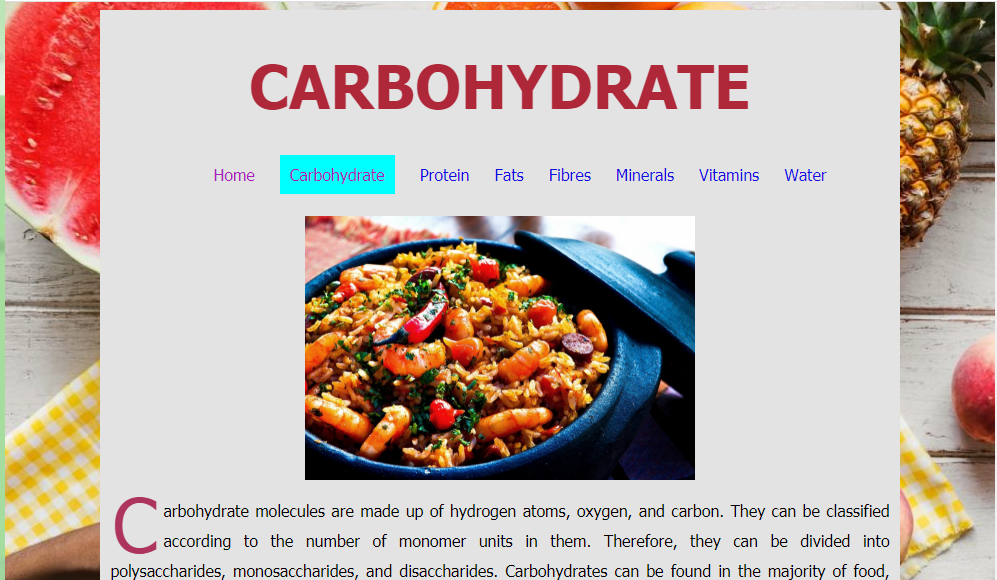 CARBOHYDRATE
Home Carbohydrate Protein Fats Fibres Minerals Vitamins Water
Carbohydrate molecules are made up of hydrogen atoms, oxygen, and carbon. They can be classified
according to the number of monomer units in them. Therefore, they can be divided into
polysaccharides, monosaccharides, and disaccharides. Carbohydrates can be found in the majority of food,